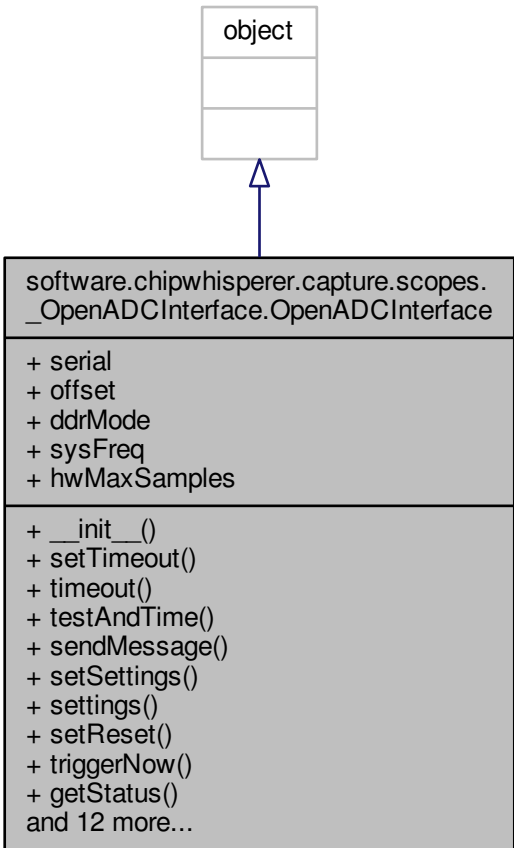 object
software.chipwhisperer.capture.scopes.
_OpenADCInterface.OpenADCInterface
+ serial
+ offset
+ ddrMode
+ sysFreq
+ hwMaxSamples
+ __init__()
+ setTimeout()
+ timeout()
+ testAndTime()
+ sendMessage()
+ setSettings()
+ settings()
+ setReset()
+ triggerNow()
+ getStatus()
and 12 more...